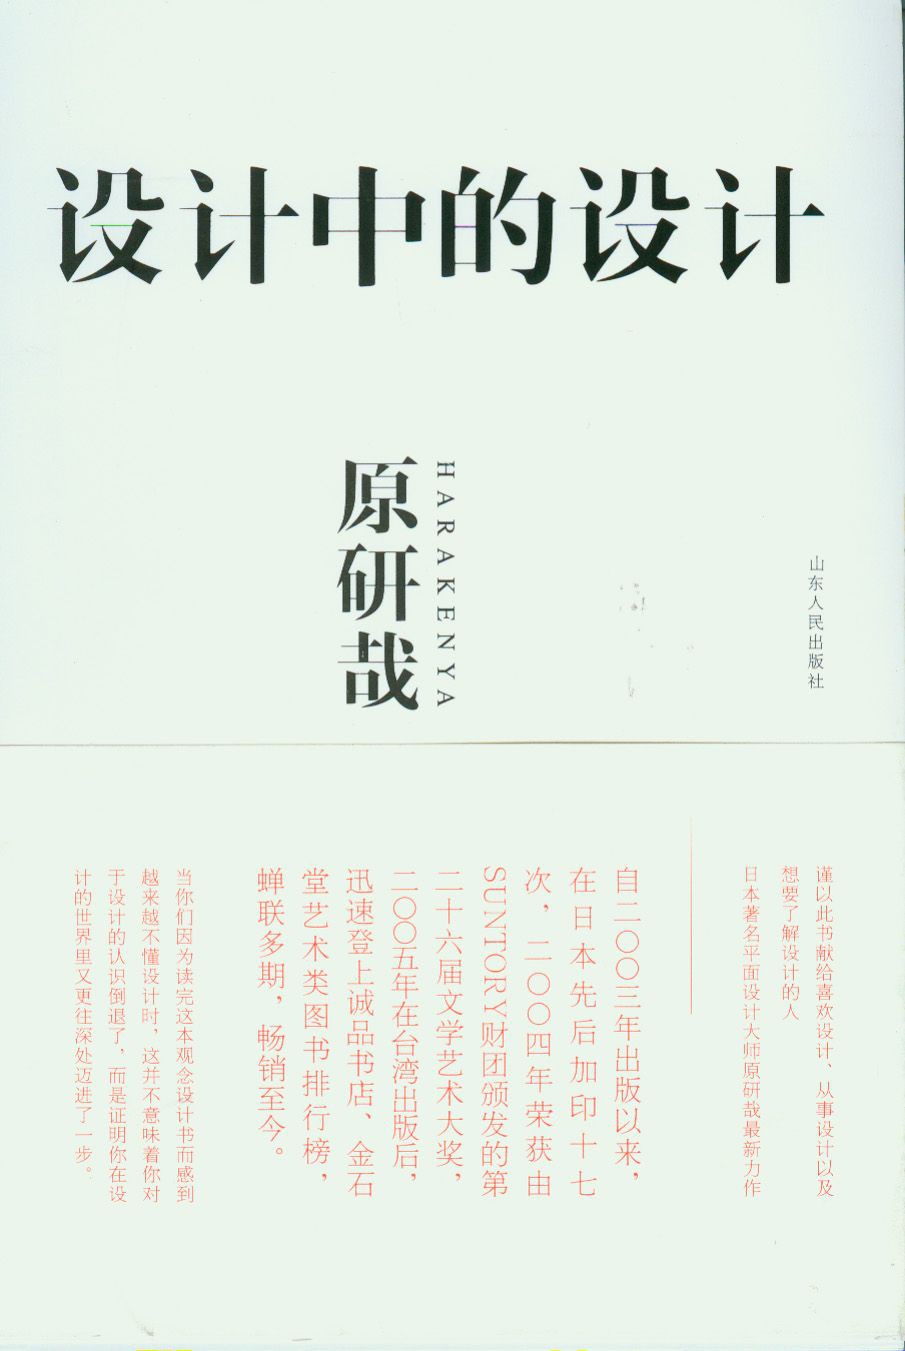 设计中的设计
原研哉
HARAKENYA
山东人民出版社
谨以此书献给喜欢设计、从事设计以及
想要了解设计的人
日本著名平面设计大师原研哉最新力作
自二〇〇三年出版以来，
在日本先后加印十七
次，二〇〇四年荣获由
SUNTORY财团颁发的第
二十六届文学艺术大奖，
二〇〇五年在台湾出版后，
迅速登上诚品书店、金石
堂艺术类图书排行榜，
蝉联多期，畅销至今。
当你们因为读完这本观念设计书而感到
越来越不懂设计时，这并不意味着你对
于设计的认识倒退了，而是证明你在设
计的世界里又更往深处迈进了一步。